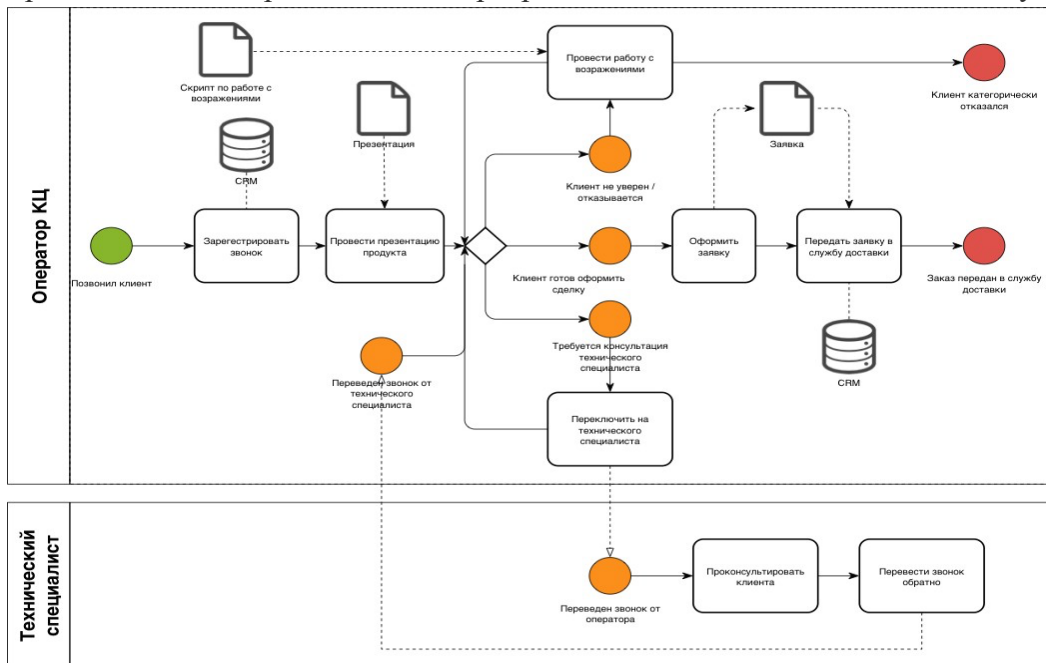 Оператор КЦ
Скрипт по работе с
возражениями
Провести работу с
возражениями
Клиент категорически
отказался
CRM
Презентация
Заявка
Клиент не уверен /
отказывается
Зарегестрировать
звонок
Провести презентацию
продукта
Оформить
заявку
Передать заявку в
службу доставки
Позвонил клиент
Клиент готов оформить
сделку
Заказ передан в службу
доставки
Требуется консультация
технического
специалиста
CRM
Переведен звонок от
технического
специалиста
Переключить на
технического
специалиста
Технический
специалист
Проконсультировать
клиента
Перевести звонок
обратно
Переведен звонок от
оператора